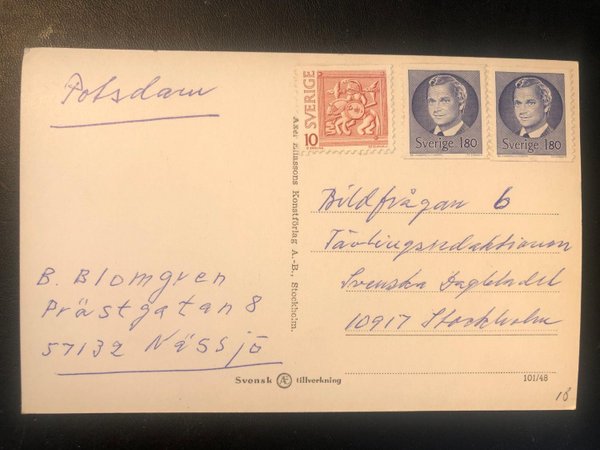 Potsdam
B. Blomgren
Prästgatan 8
57132 Nässjö
SVERIGE
10
Sverige 1.80
Sverige 1.80
Axel Eliassons Konstförlag A.-B., Stockholm.
Bildfrågan 6
Tävlingsredaktionen
Svenska Dagbladet
10917 Stockholm
Svensk Æ tillverkning
101/48